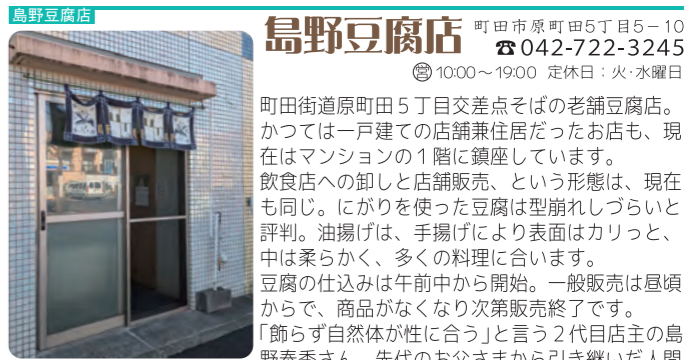 島野豆腐店
島野豆腐店
町田市原町田5丁目5－10
☎042-722-3245
営 10:00～19:00 定休日：火・水曜日
町田街道原町田５丁目交差点そばの老舗豆腐店。
かつては一戸建ての店舗兼住居だったお店も、現
在はマンションの１階に鎮座しています。
飲食店への卸しと店舗販売、という形態は、現在
も同じ。にがりを使った豆腐は型崩れしづらいと
評判。油揚げは、手揚げにより表面はカリっと、
中は柔らかく、多くの料理に合います。
豆腐の仕込みは午前中から開始。一般販売は昼頃
からで、商品がなくなり次第販売終了です。
「飾らず自然体が性に合う」と言う２代目店主の島